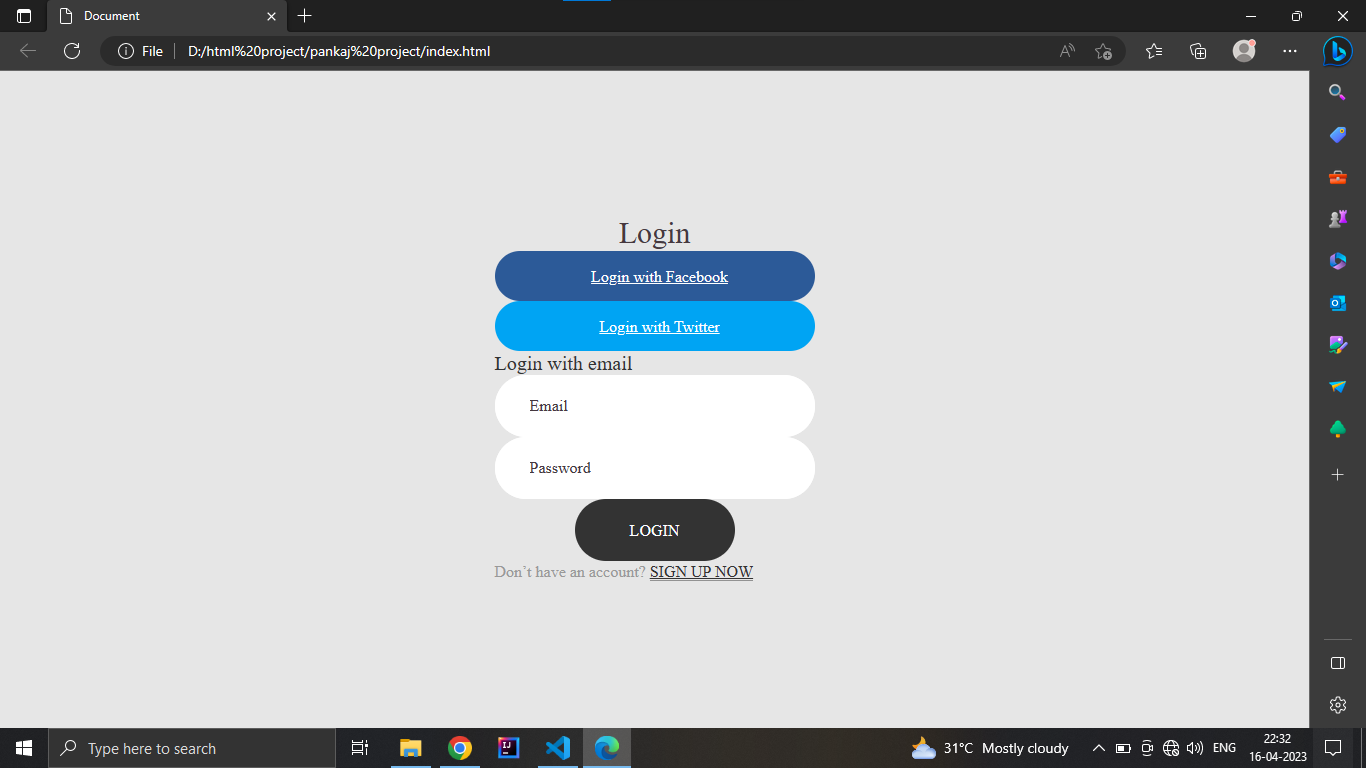 Document
File
D:/html%20project/pankaj%20project/index.html
Login
Login with Facebook
Login with Twitter
Login with email
Email
Password
LOGIN
Don’t have an account? SIGN UP NOW
Type here to search
31°C Mostly cloudy
ENG
22:32
16-04-2023